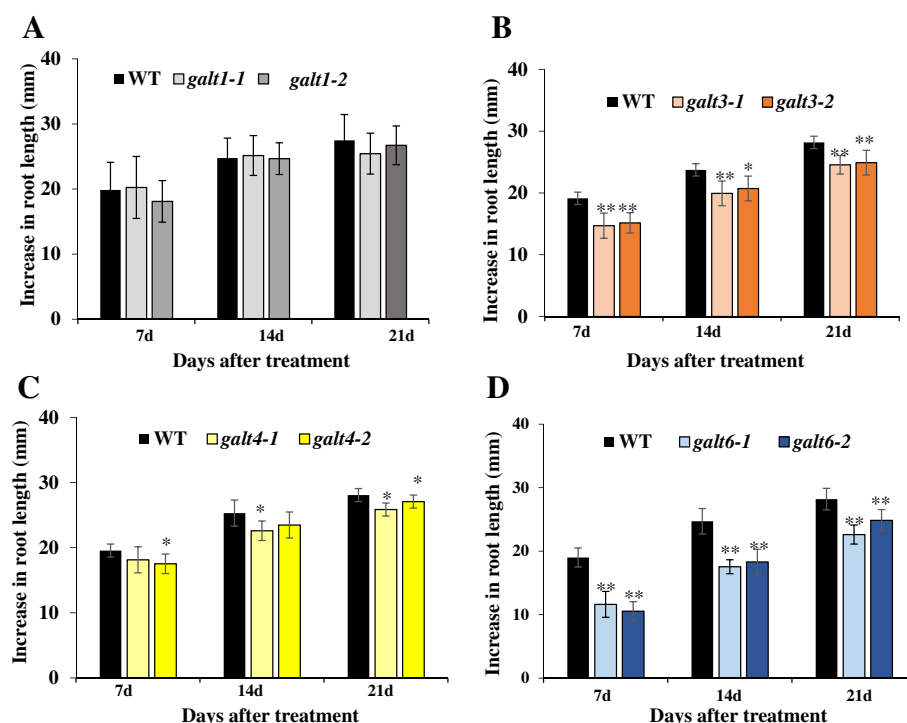 A
Increase in root length (mm)
40
30
20
10
0
WT galt1-1 galt1-2
7d 14d 21d
Days after treatment
B
Increase in root length (mm)
40
30
20
10
0
WT galt3-1 galt3-2
** ** ** * ** **
7d 14d 21d
Days after treatment
C
Increase in root length (mm)
40
30
20
10
0
WT galt4-1 galt4-2
* * * *
7d 14d 21d
Days after treatment
D
Increase in root length (mm)
40
30
20
10
0
WT galt6-1 galt6-2
** ** ** ** ** **
7d 14d 21d
Days after treatment